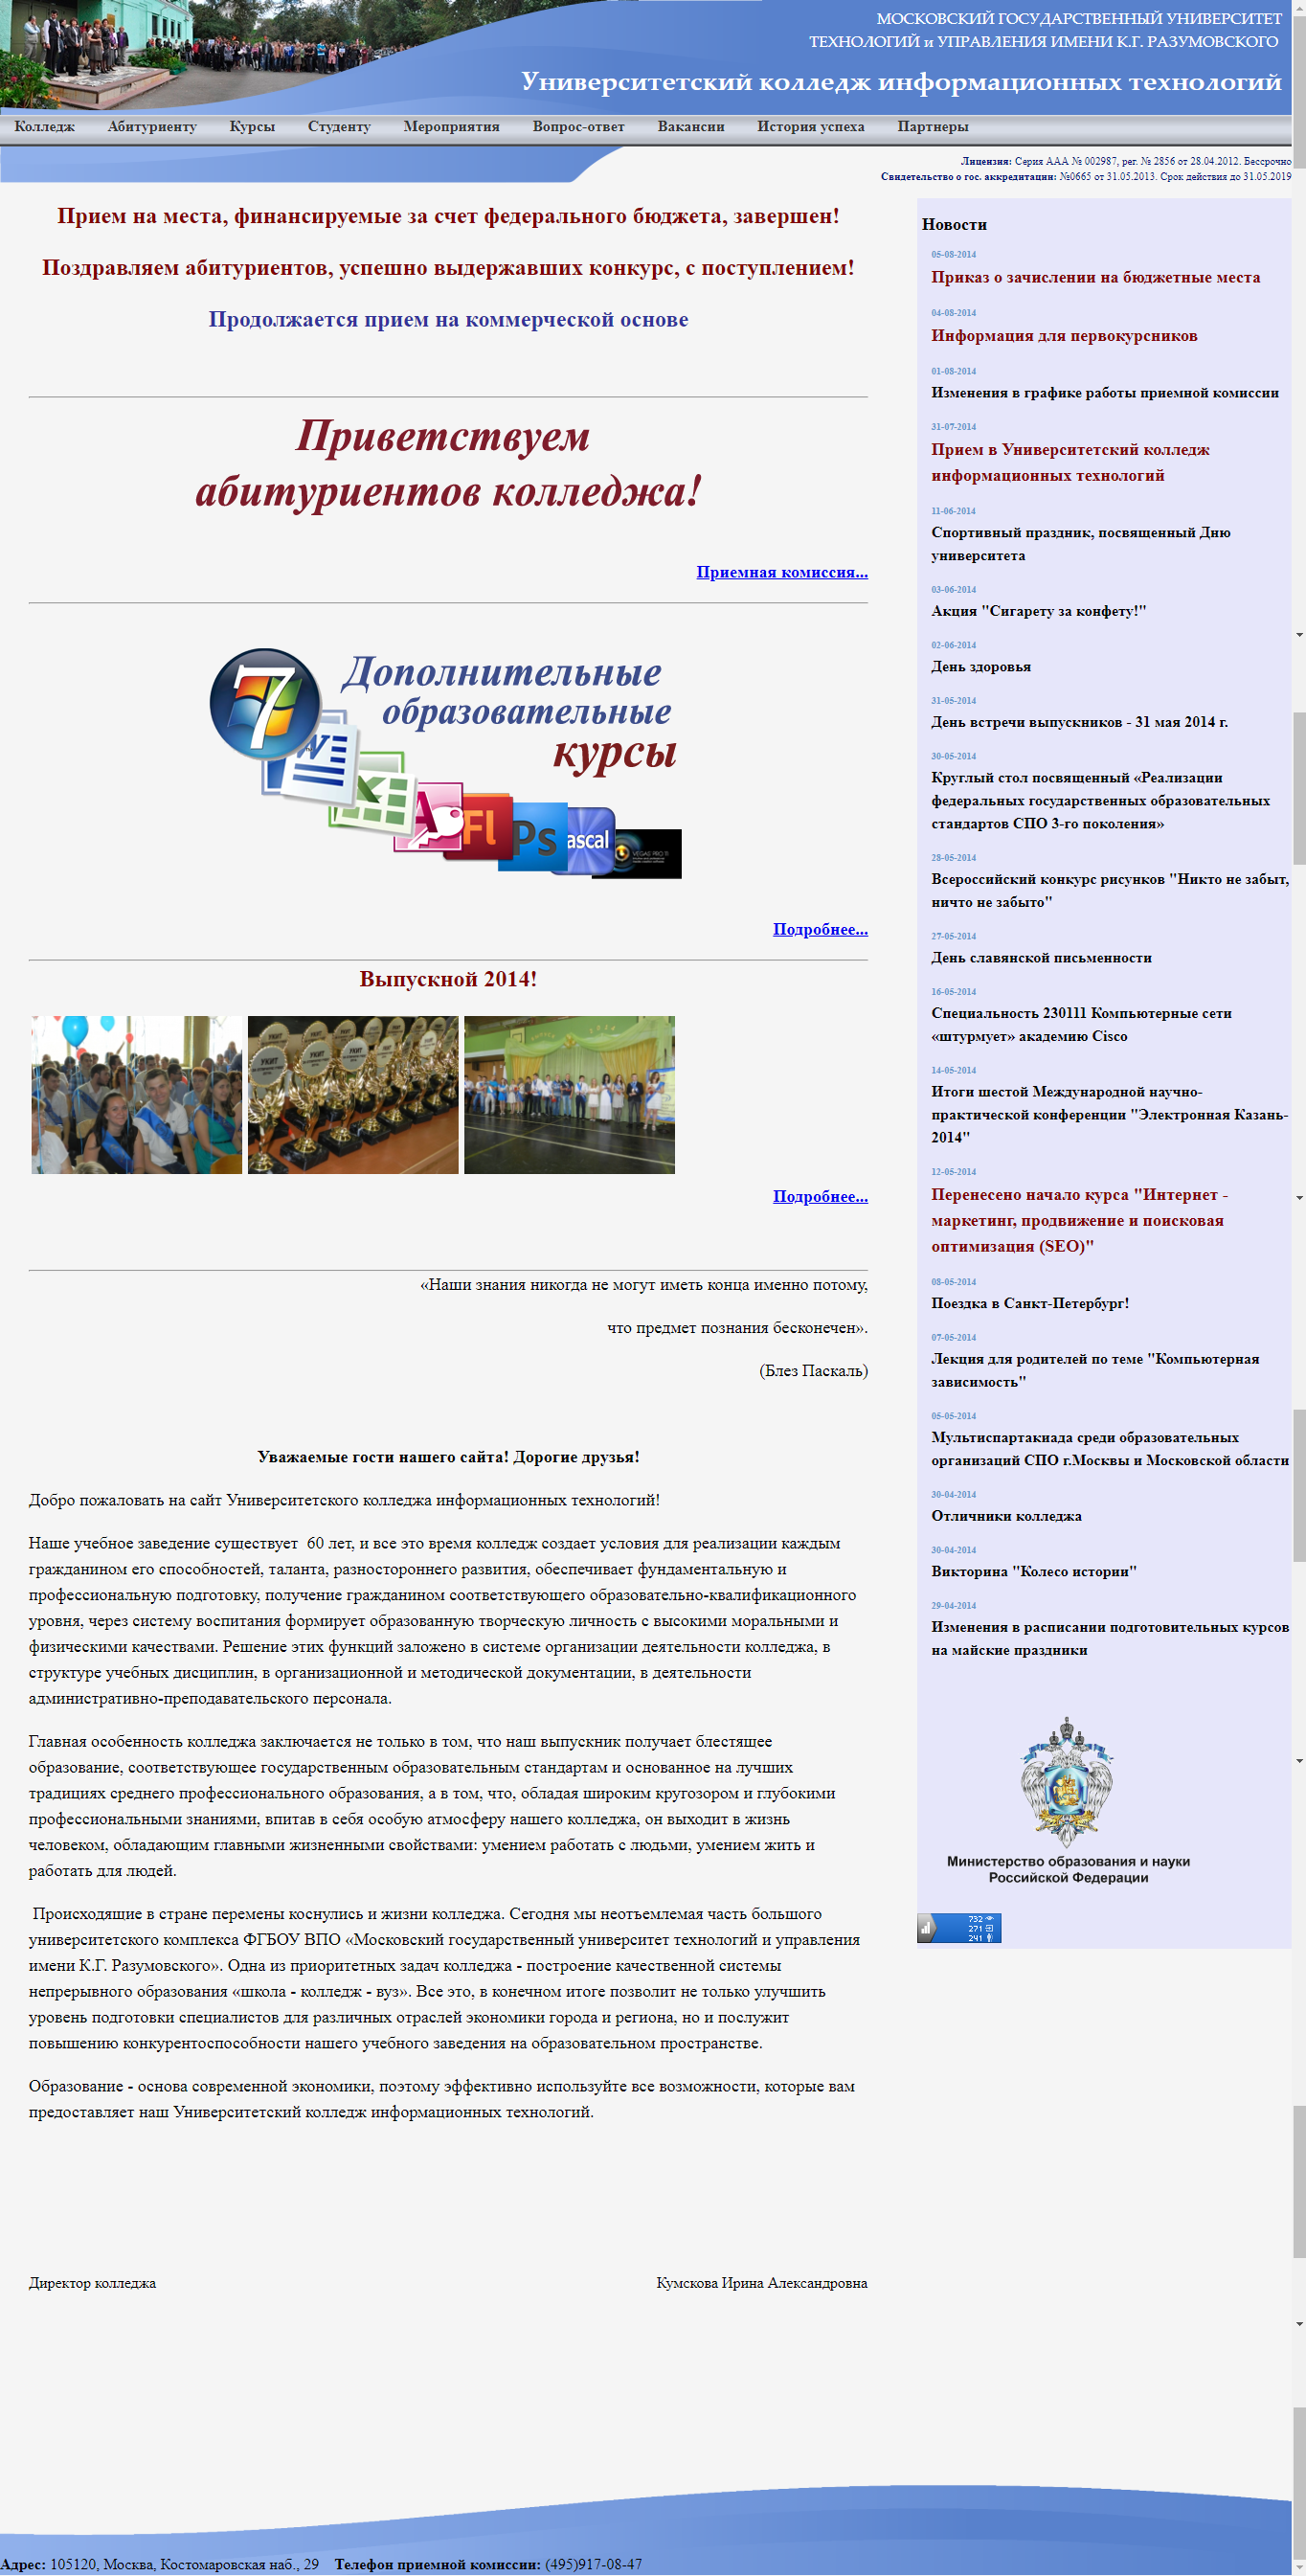 МОСКОВСКИЙ ГОСУДАРСТВЕННЫЙ УНИВЕРСИТЕТ
ТЕХНОЛОГИЙ и УПРАВЛЕНИЯ ИМЕНИ К.Г. РАЗУМОВСКОГО
Университетский колледж информационных технологий
Колледж Абитуриенту Курсы Студенту Мероприятия Вопрос-ответ Вакансии История успеха Партнеры
Лицензия: Серия ААА № 002987, рег. № 2856 от 28.04.2012. Бессрочно
Свидетельство о гос. аккредитации: №0665 от 31.05.2013. Срок действия до 31.05.2019
Прием на места, финансируемые за счет федерального бюджета, завершен!
Поздравляем абитуриентов, успешно выдержавших конкурс, с поступлением!
Продолжается прием на коммерческой основе
Приветствуем
абитуриентов колледжа!
Приемная комиссия...
7
Дополнительные
образовательные
курсы
W
X
A
Fl
Ps
ascal
VEGAS PRO 11
Подробнее...
Выпускной 2014!
УКИТ
УКИТ
УКИТ
Подробнее...
«Наши знания никогда не могут иметь конца именно потому,
что предмет познания бесконечен».
(Блез Паскаль)
Уважаемые гости нашего сайта! Дорогие друзья!
Добро пожаловать на сайт Университетского колледжа информационных технологий!
Наше учебное заведение существует 60 лет, и все это время колледж создает условия для реализации каждым
гражданином его способностей, таланта, разностороннего развития, обеспечивает фундаментальную и
профессиональную подготовку, получение гражданином соответствующего образовательно-квалификационного
уровня, через систему воспитания формирует образованную творческую личность с высокими моральными и
физическими качествами. Решение этих функций заложено в системе организации деятельности колледжа, в
структуре учебных дисциплин, в организационной и методической документации, в деятельности
административно-преподавательского персонала.
Главная особенность колледжа заключается не только в том, что наш выпускник получает блестящее
образование, соответствующее государственным образовательным стандартам и основанное на лучших
традициях среднего профессионального образования, а в том, что, обладая широким кругозором и глубокими
профессиональными знаниями, впитав в себя особую атмосферу нашего колледжа, он выходит в жизнь
человеком, обладающим главными жизненными свойствами: умением работать с людьми, умением жить и
работать для людей.
Происходящие в стране перемены коснулись и жизни колледжа. Сегодня мы неотъемлемая часть большого
университетского комплекса ФГБОУ ВПО «Московский государственный университет технологий и управления
имени К.Г. Разумовского». Одна из приоритетных задач колледжа - построение качественной системы
непрерывного образования «школа - колледж - вуз». Все это, в конечном итоге позволит не только улучшить
уровень подготовки специалистов для различных отраслей экономики города и региона, но и послужит
повышению конкурентоспособности нашего учебного заведения на образовательном пространстве.
Образование - основа современной экономики, поэтому эффективно используйте все возможности, которые вам
предоставляет наш Университетский колледж информационных технологий.
Директор колледжа Кумскова Ирина Александровна
Новости
05-08-2014
Приказ о зачислении на бюджетные места
04-08-2014
Информация для первокурсников
01-08-2014
Изменения в графике работы приемной комиссии
31-07-2014
Прием в Университетский колледж
информационных технологий
11-06-2014
Спортивный праздник, посвященный Дню
университета
03-06-2014
Акция "Сигарету за конфету!"
02-06-2014
День здоровья
31-05-2014
День встречи выпускников - 31 мая 2014 г.
30-05-2014
Круглый стол посвященный «Реализации
федеральных государственных образовательных
стандартов СПО 3-го поколения»
28-05-2014
Всероссийский конкурс рисунков "Никто не забыт,
ничто не забыто"
27-05-2014
День славянской письменности
16-05-2014
Специальность 230111 Компьютерные сети
«штурмует» академию Cisco
14-05-2014
Итоги шестой Международной научно-
практической конференции "Электронная Казань-
2014"
12-05-2014
Перенесено начало курса "Интернет -
маркетинг, продвижение и поисковая
оптимизация (SEO)"
08-05-2014
Поездка в Санкт-Петербург!
07-05-2014
Лекция для родителей по теме "Компьютерная
зависимость"
05-05-2014
Мультиспартакиада среди образовательных
организаций СПО г.Москвы и Московской области
30-04-2014
Отличники колледжа
30-04-2014
Викторина "Колесо истории"
29-04-2014
Изменения в расписании подготовительных курсов
на майские праздники
Министерство образования и науки
Российской Федерации
732
271
241
Адрес: 105120, Москва, Костомаровская наб., 29 Телефон приемной комиссии: (495)917-08-47